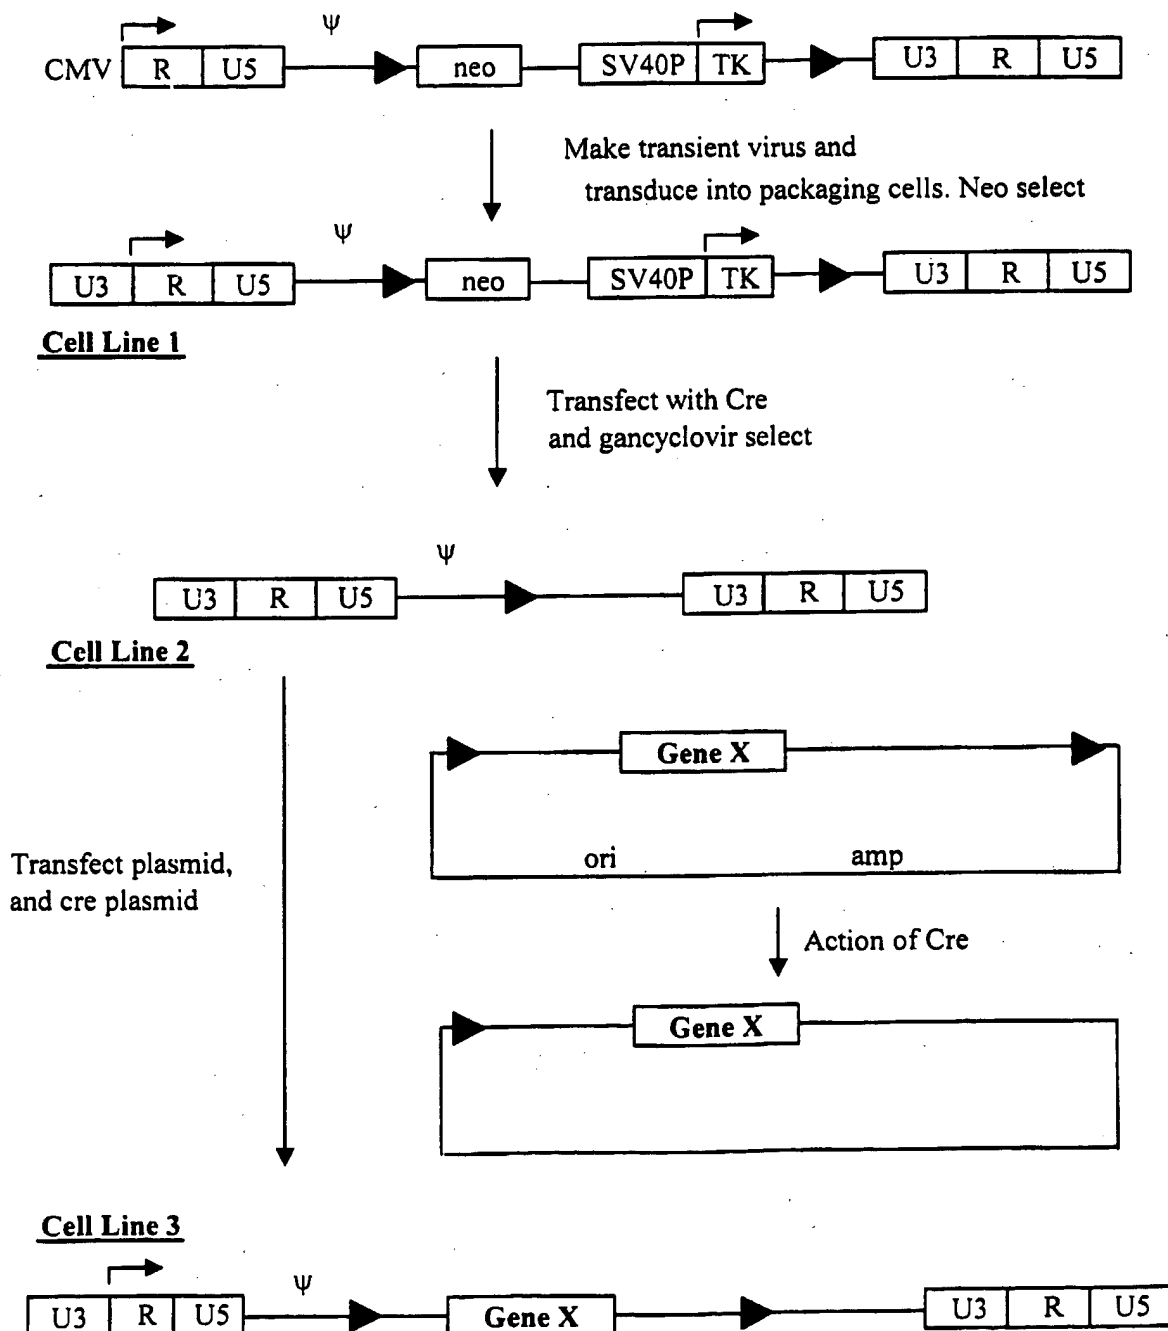 ψ
CMV R U5 neo SV40P TK U3 R U5
Make transient virus and
transduce into packaging cells. Neo select
ψ
U3 R U5 neo SV40P TK U3 R U5
Cell Line 1
Transfect with Cre
and gancyclovir select
ψ
U3 R U5 U3 R U5
Cell Line 2
Gene X
ori amp
Transfect plasmid,
and cre plasmid
Action of Cre
Gene X
Cell Line 3
ψ
U3 R U5 Gene X U3 R U5